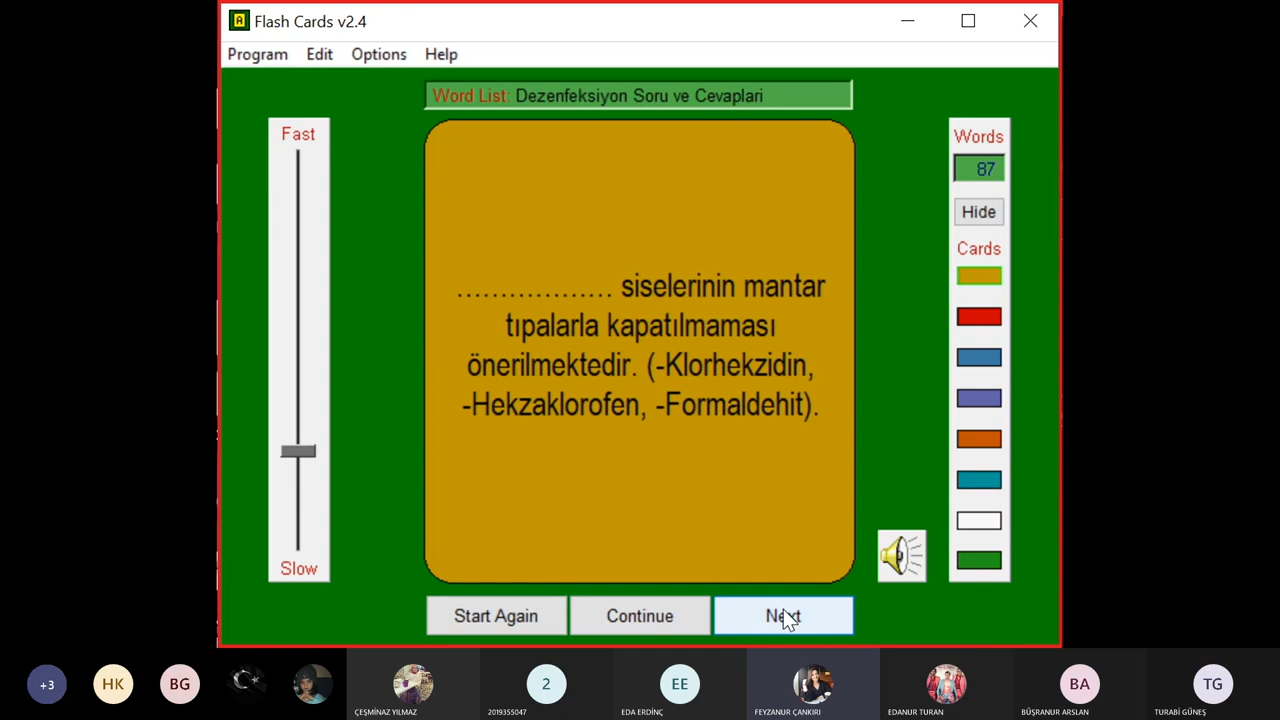 Flash Cards v2.4
Program Edit Options Help
Word List: Dezenfeksiyon Soru ve Cevaplari
Fast
Slow
……………… siselerinin mantar
tıpalarla kapatılmaması
önerilmektedir. (-Klorhekzidin,
-Hekzaklorofen, -Formaldehit).
Words
87
Hide
Cards
Start Again Continue Next
+3 HK BG 2 EE BA TG
ÇEŞMİNAZ YILMAZ 2019355047 EDA ERDİNÇ FEYZANUR ÇANKIRI EDANUR TURAN BÜŞRANUR ARSLAN TURABİ GÜNEŞ